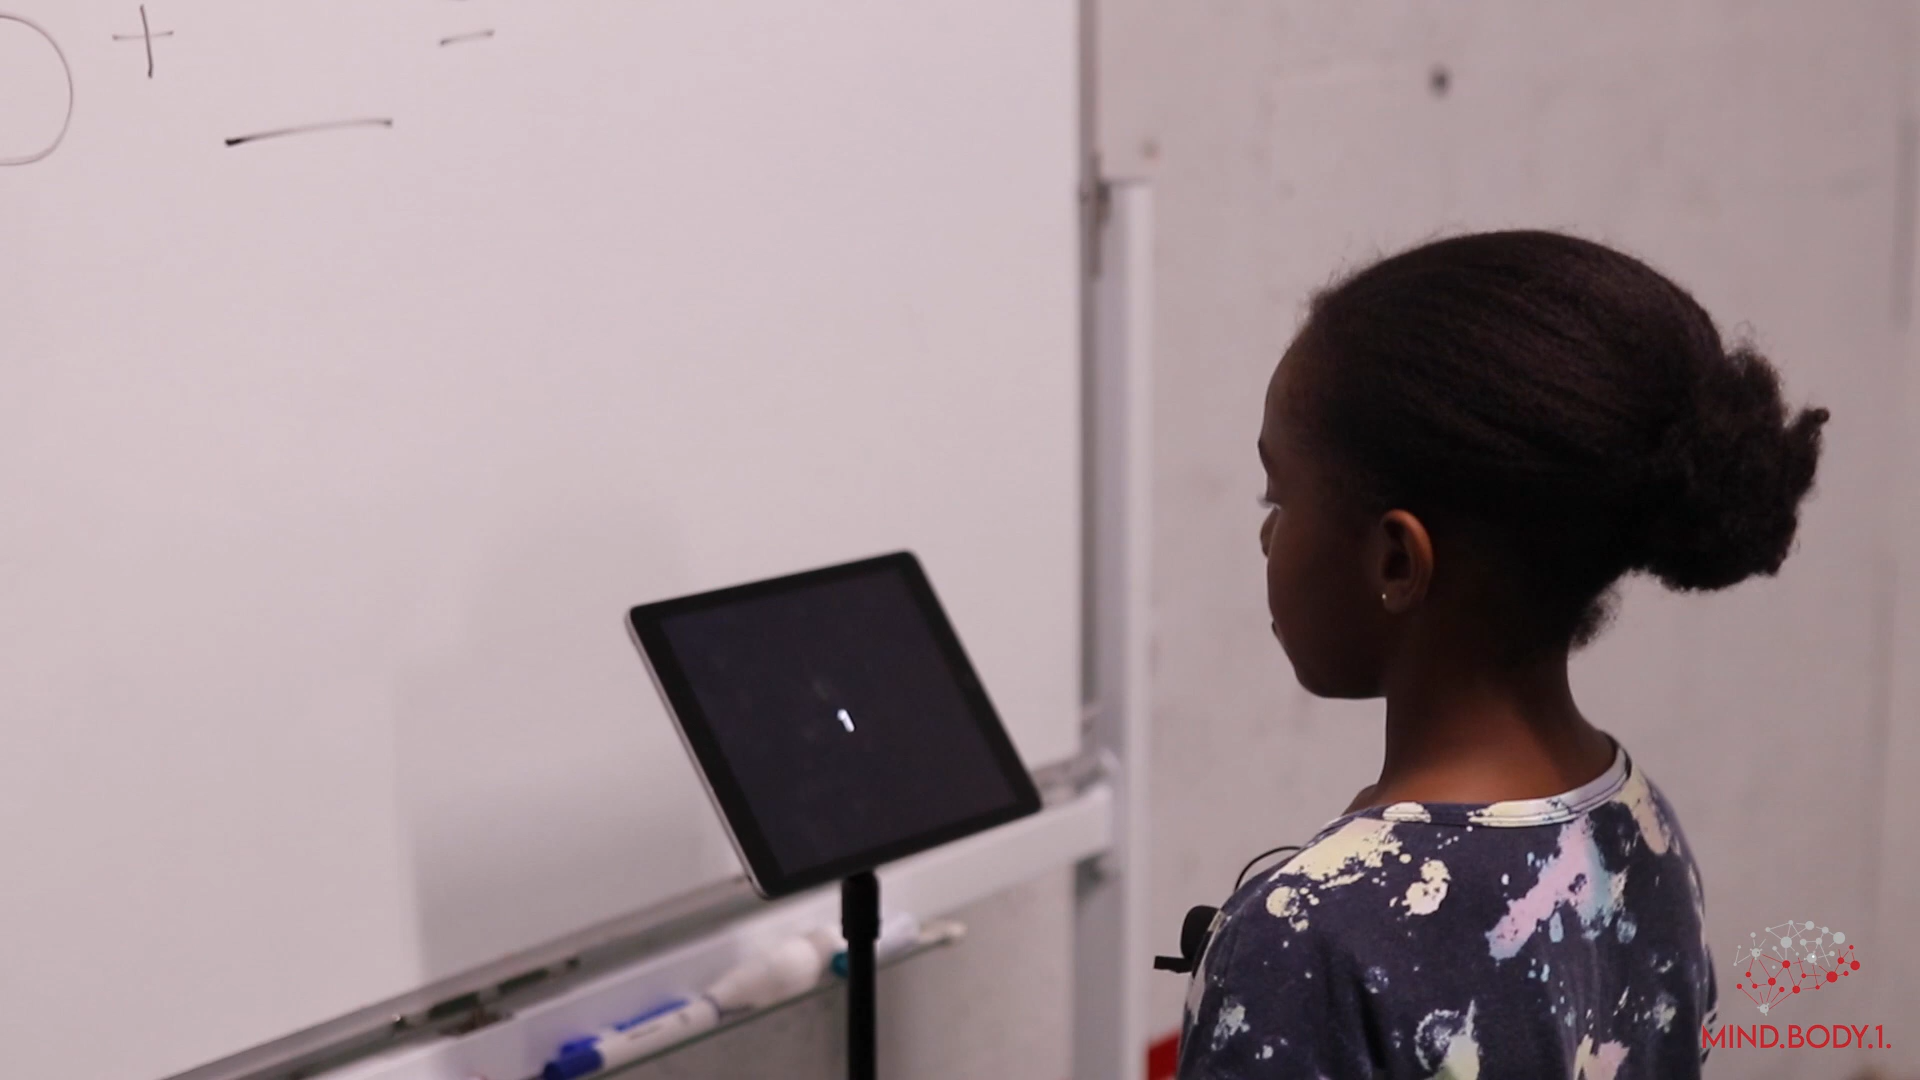 + =
1
MIND.BODY.1.